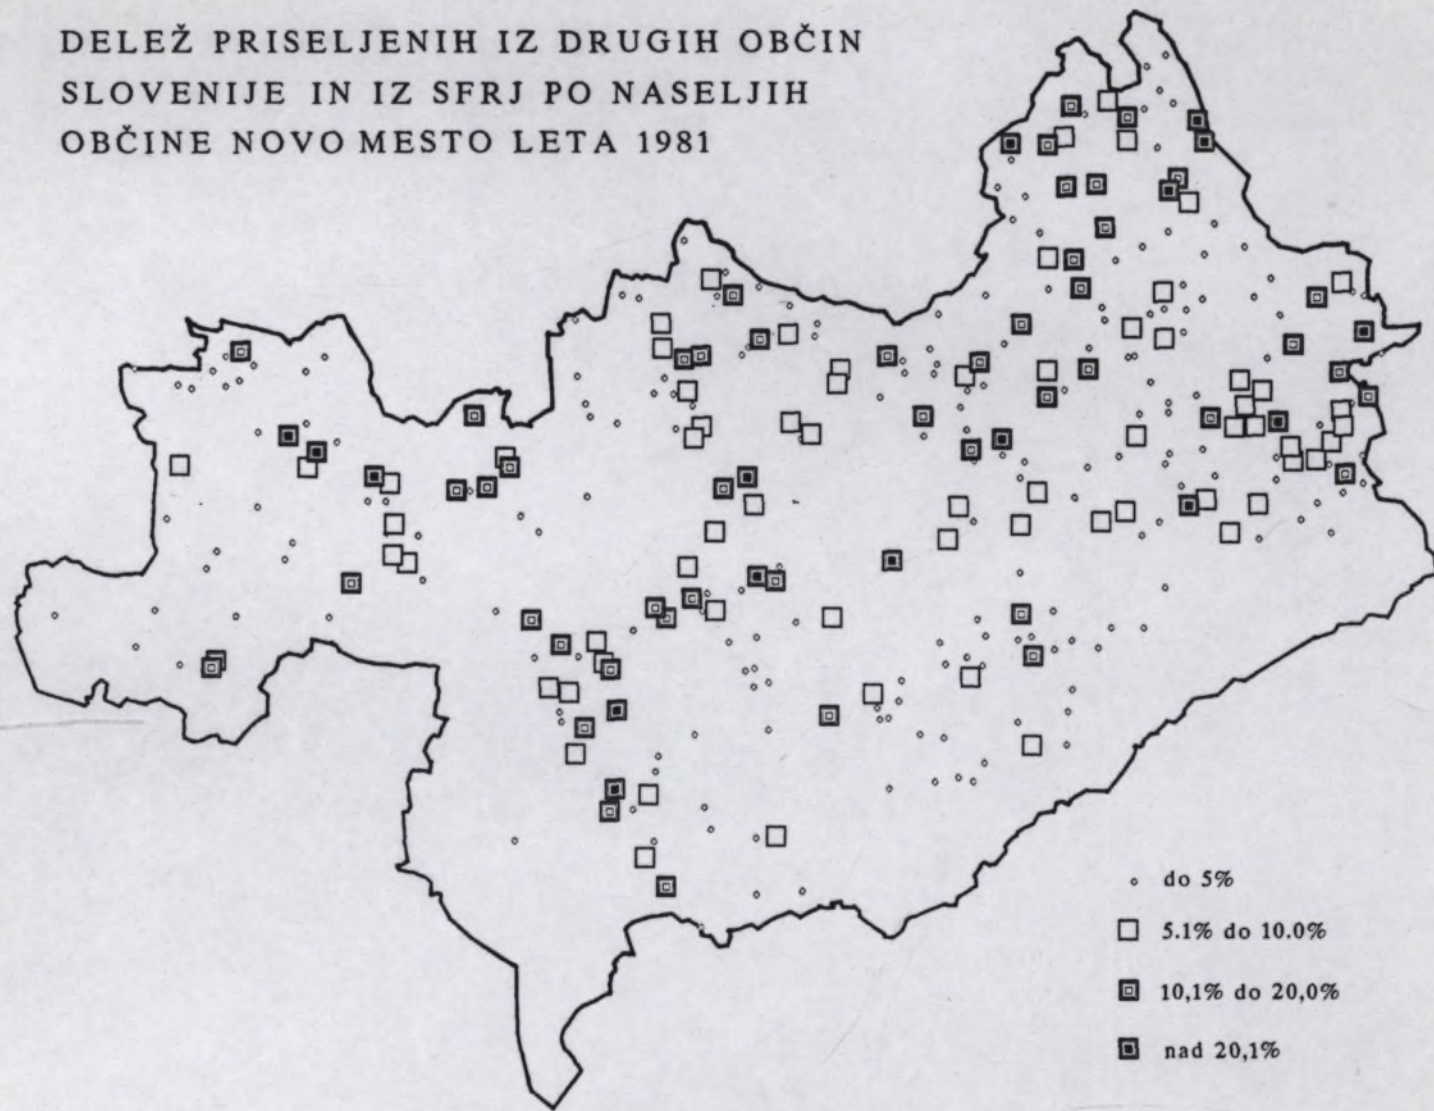 DELEŽ PRISELJENIH IZ DRUGIH OBČIN
SLOVENIJE IN IZ SFRJ PO NASELJIH
OBČINE NOVO MESTO LETA 1981
do 5%
5.1% do 10.0%
10,1% do 20,0%
nad 20,1%